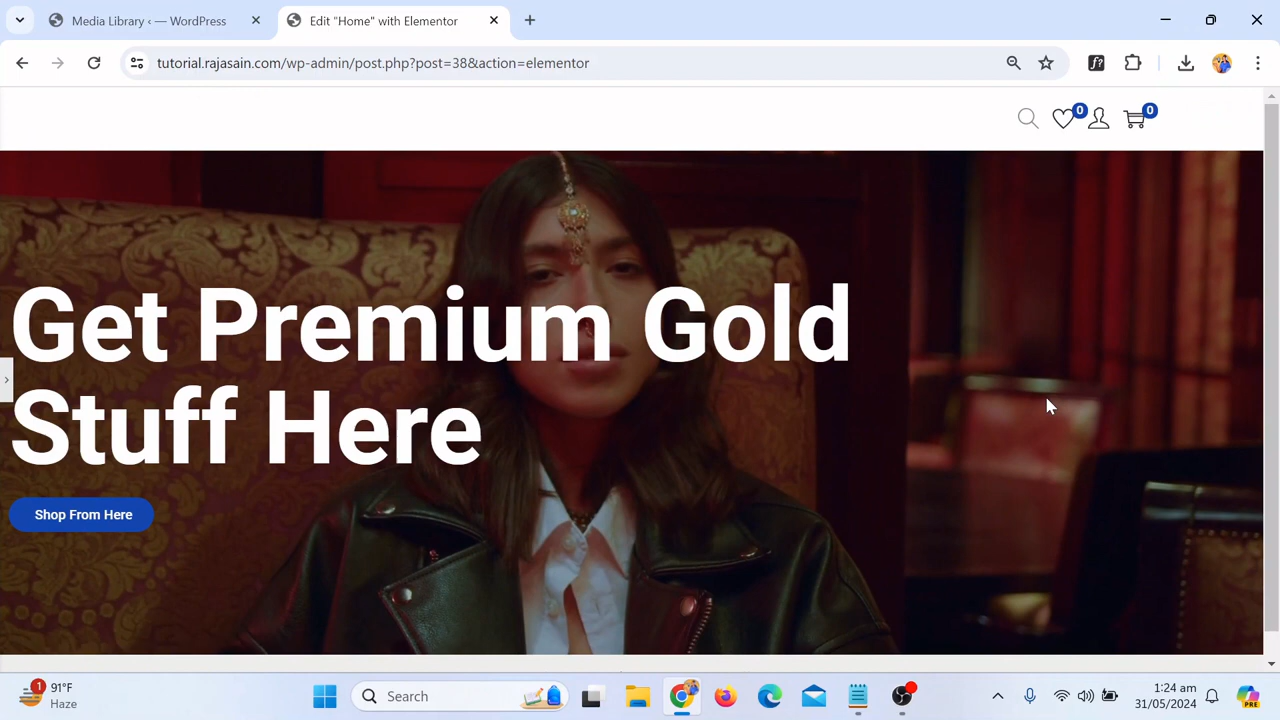 Media Library ‹ — WordPress
Edit "Home" with Elementor
tutorial.rajasain.com/wp-admin/post.php?post=38&action=elementor
f?
0
0
Get Premium Gold
Stuff Here
Shop From Here
1
91°F
Haze
Search
1:24 am
31/05/2024
PRE